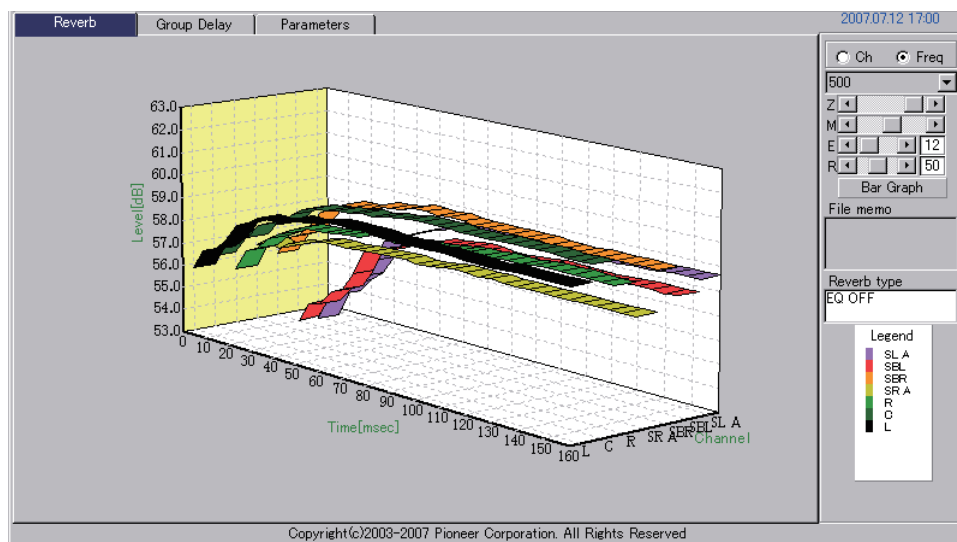 Reverb
Group Delay
Parameters
2007.07.12 17:00
Ch
Freq
500
Z
M
E 12
R 50
Bar Graph
File memo
Reverb type
EQ OFF
Legend
SL A
SBL
SBR
SR A
R
C
L
Level[dB]
63.0
62.0
61.0
60.0
59.0
58.0
57.0
56.0
55.0
54.0
53.0
0 10 20 30 40 50 60 70 80 90 100 110 120 130 140 150 160
Time[msec]
L C R SR A SBR SBL SL A
Channel
Copyright(c)2003-2007 Pioneer Corporation. All Rights Reserved